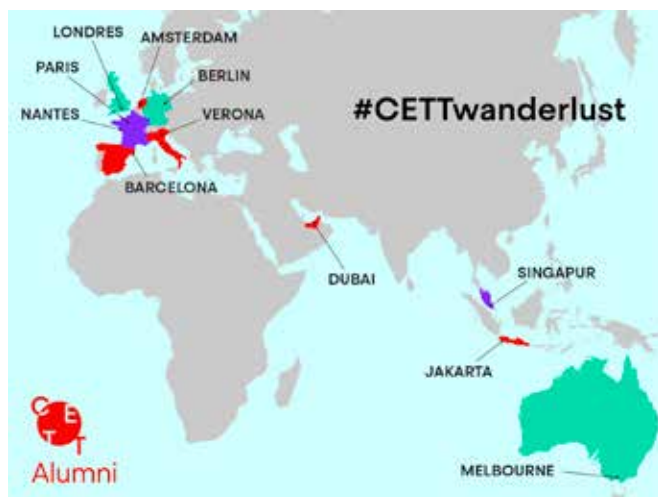 LONDRES
AMSTERDAM
PARIS
BERLIN
NANTES
VERONA
#CETTwanderlust
BARCELONA
DUBAI
SINGAPUR
JAKARTA
CETT
Alumni
MELBOURNE